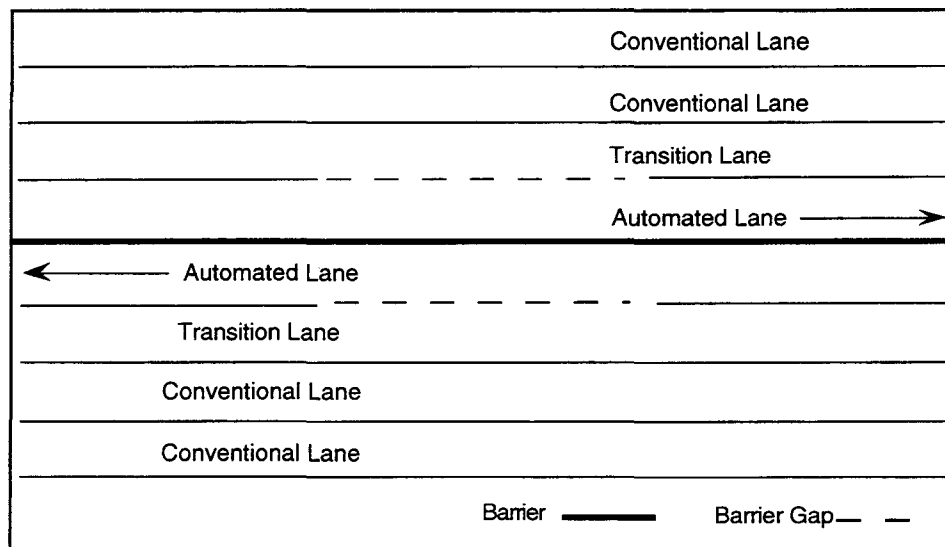 Conventional Lane
Conventional Lane
Transition Lane
Automated Lane
Automated Lane
Transition Lane
Conventional Lane
Conventional Lane
Barrier Barrier Gap